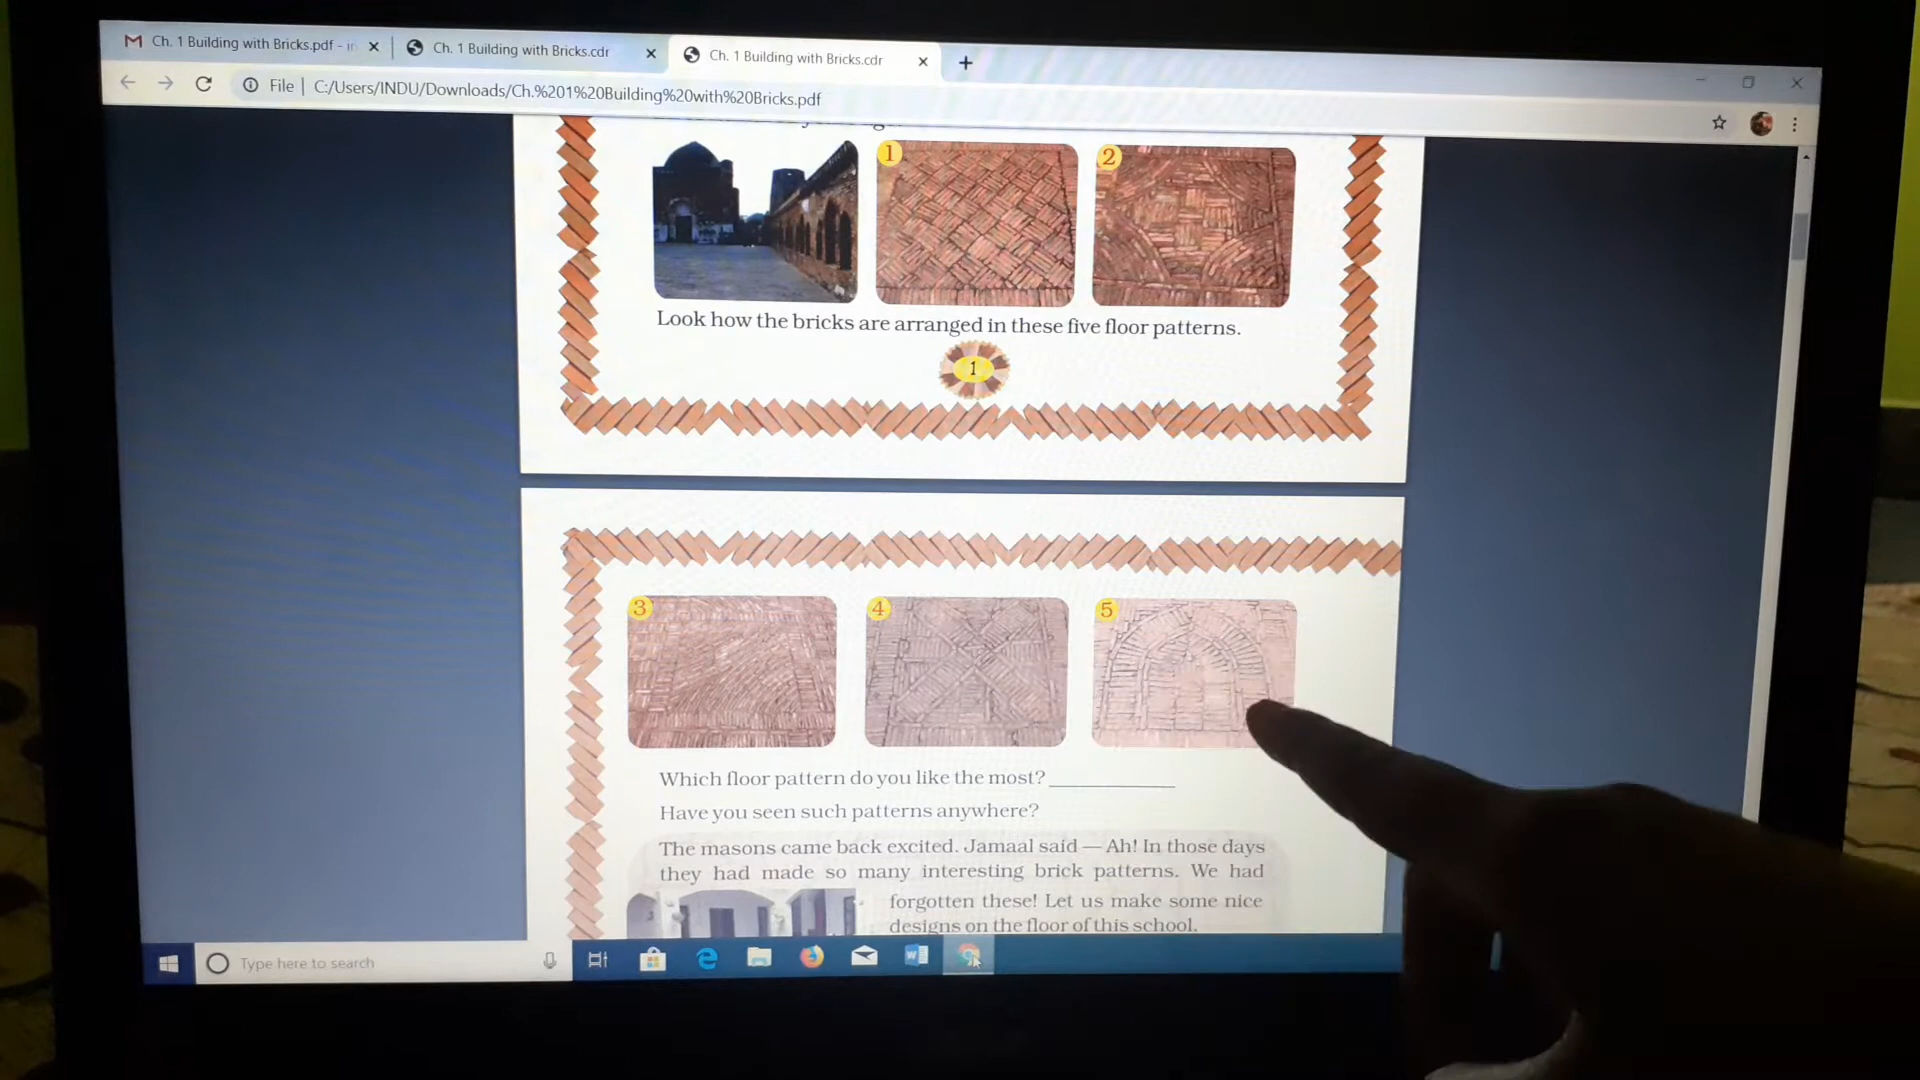 Ch. 1 Building with Bricks.pdf - in
Ch. 1 Building with Bricks.cdr
Ch. 1 Building with Bricks.cdr
File | C:/Users/INDU/Downloads/Ch.%201%20Building%20with%20Bricks.pdf
1
2
Look how the bricks are arranged in these five floor patterns.
1
3
4
5
Which floor pattern do you like the most? ____________
Have you seen such patterns anywhere?
The masons came back excited. Jamaal said — Ah! In those days
they had made so many interesting brick patterns. We had
forgotten these! Let us make some nice
designs on the floor of this school.
Type here to search